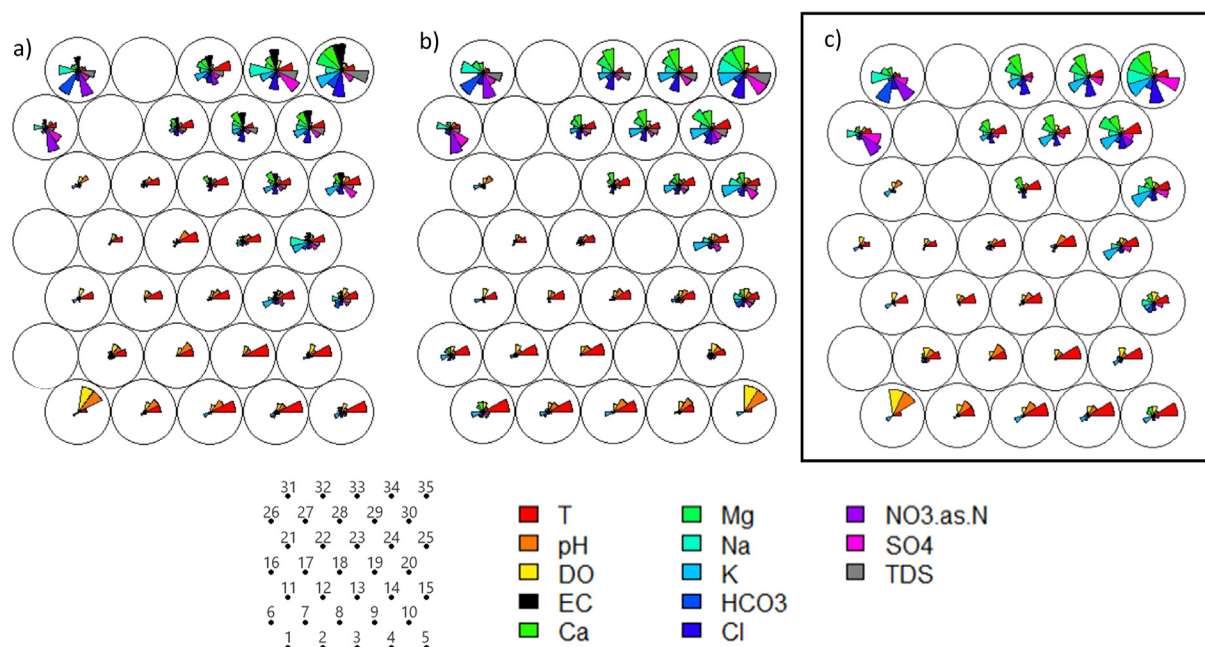 a) b) c)
31 32 33 34 35
26 27 28 29 30
21 22 23 24 25
16 17 18 19 20
11 12 13 14 15
6 7 8 9 10
1 2 3 4 5
T Mg NO3.as.N
pH Na SO4
DO K TDS
EC HCO3
Ca Cl